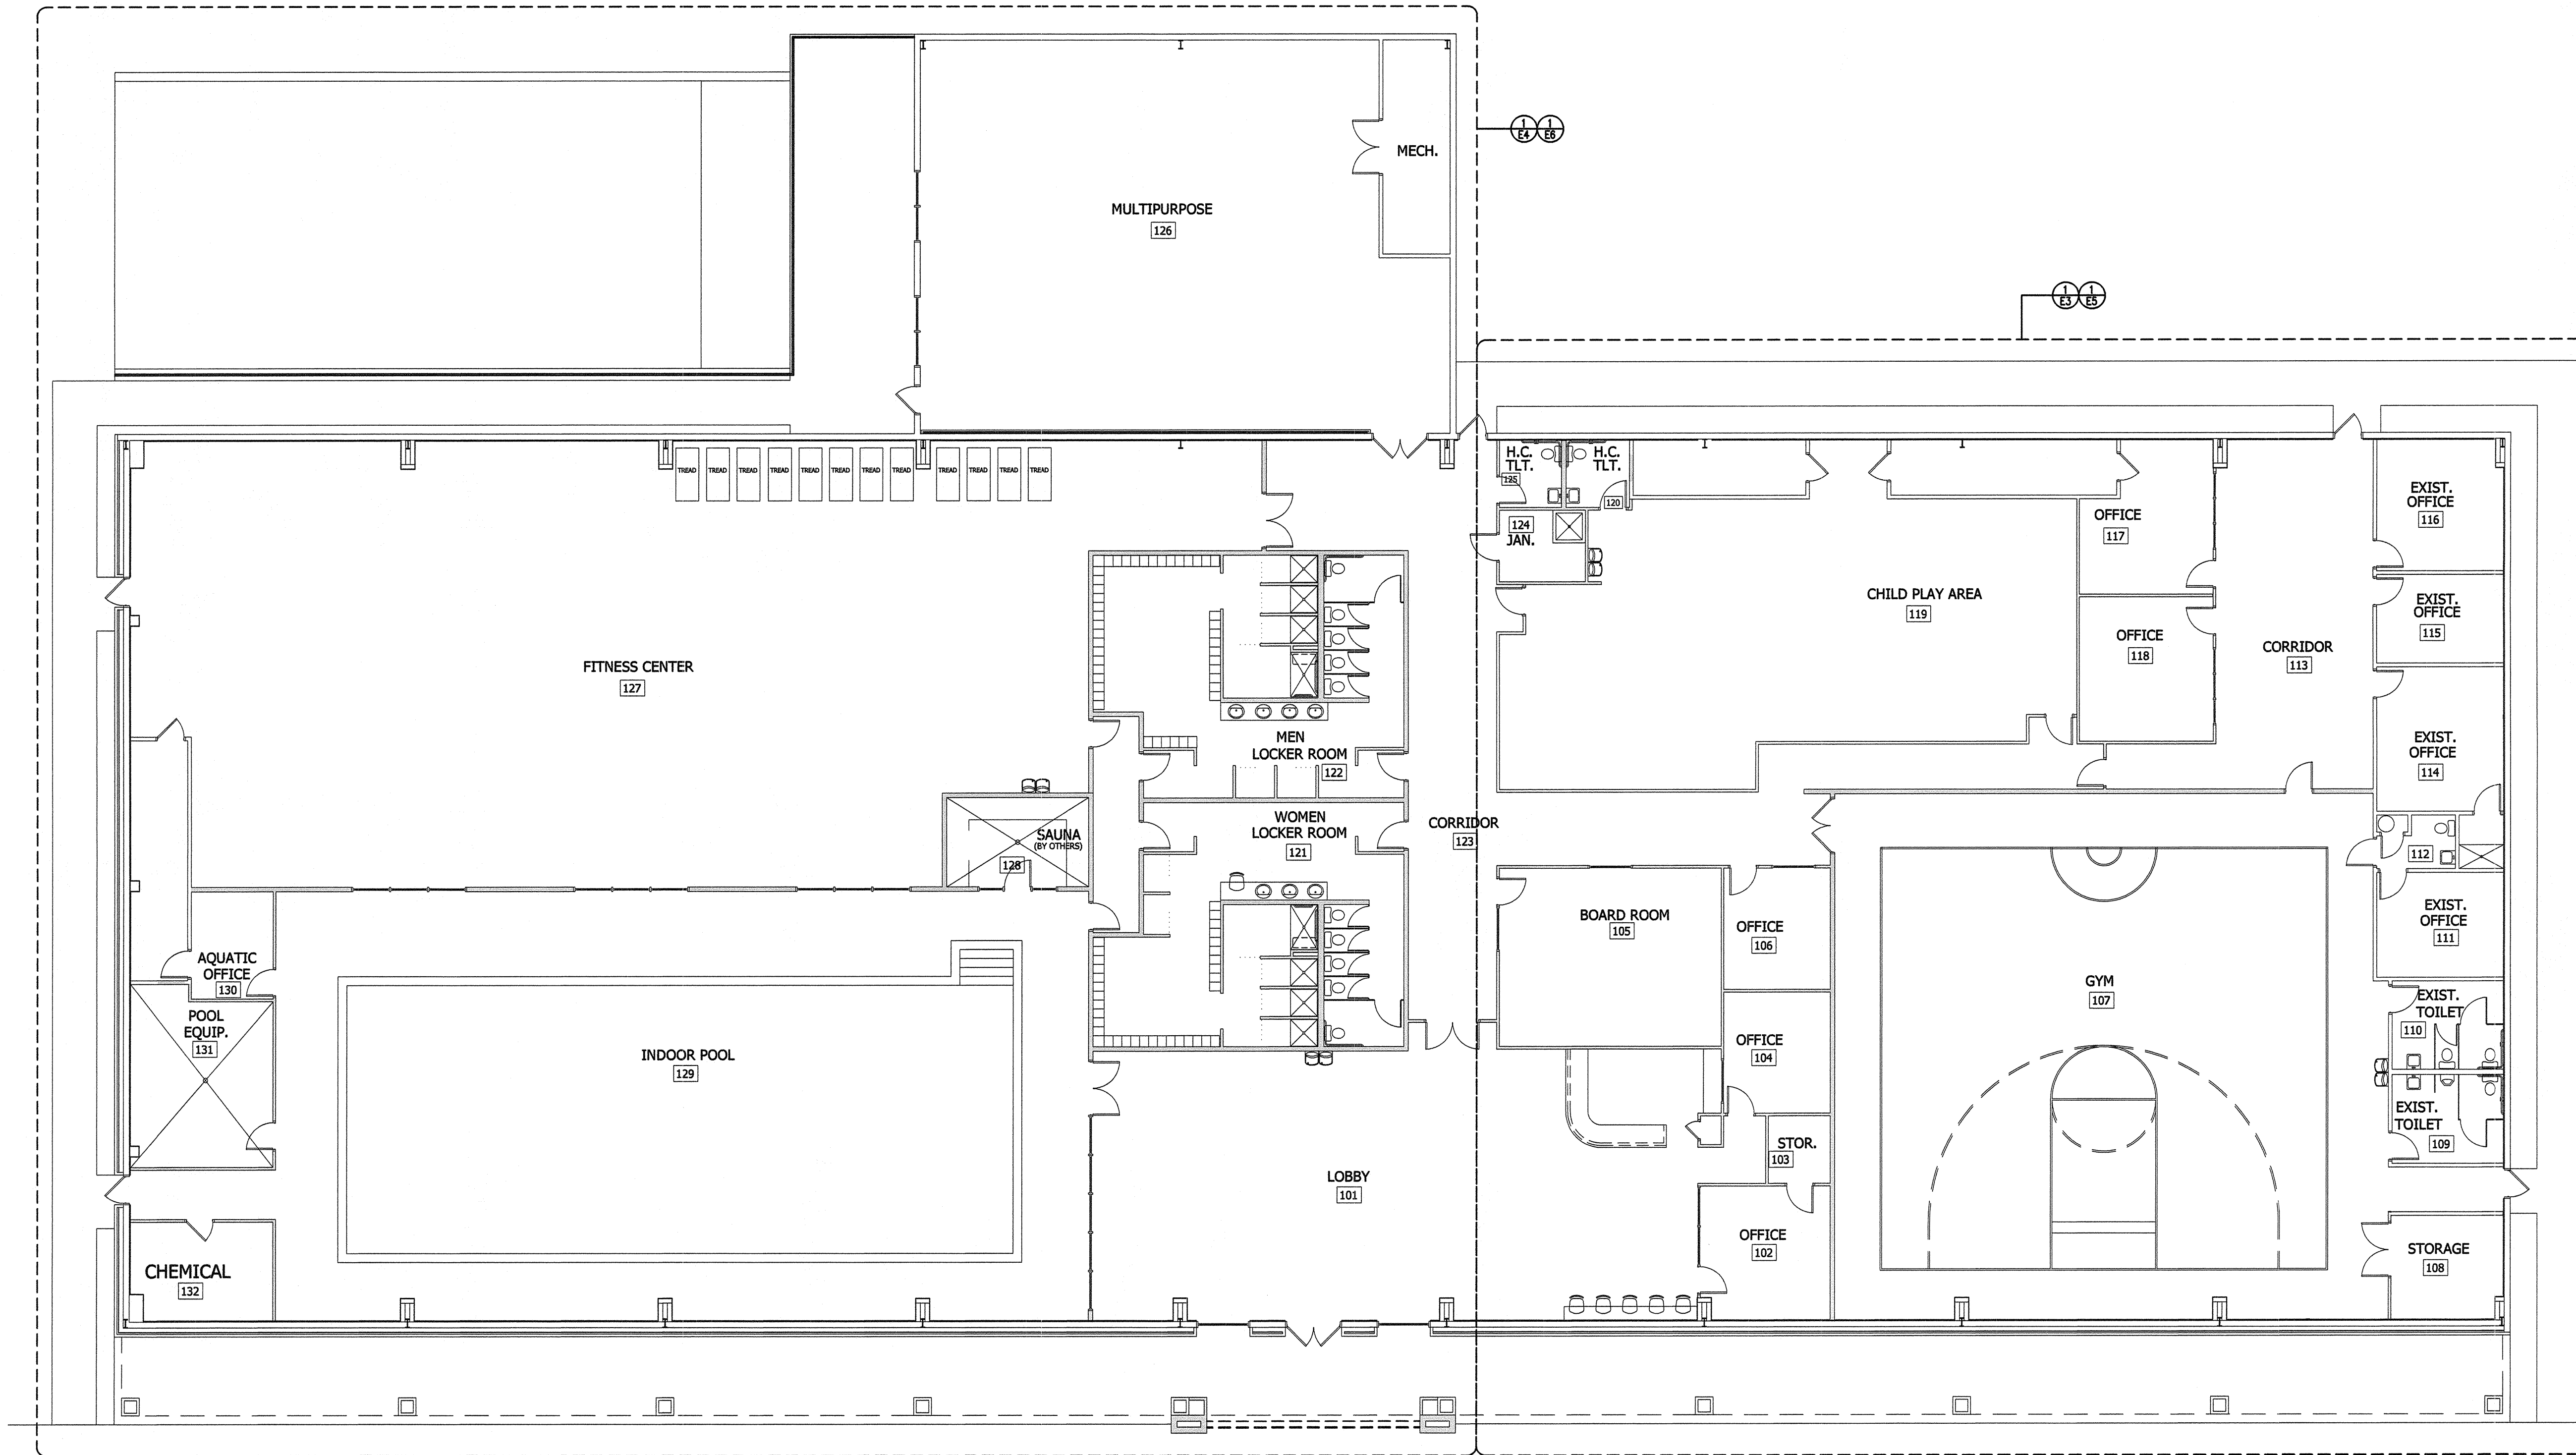 1
E4
1
E6
MECH.
MULTIPURPOSE
126
1
E3
1
E5
TREAD
TREAD
TREAD
TREAD
TREAD
TREAD
TREAD
TREAD
TREAD
TREAD
TREAD
TREAD
H.C.
TLT.
125
H.C.
TLT.
120
124
JAN.
OFFICE
117
EXIST.
OFFICE
116
CHILD PLAY AREA
119
EXIST.
OFFICE
115
OFFICE
118
CORRIDOR
113
FITNESS CENTER
127
MEN
LOCKER ROOM
122
EXIST.
OFFICE
114
SAUNA
(BY OTHERS)
128
WOMEN
LOCKER ROOM
121
CORRIDOR
123
112
BOARD ROOM
105
OFFICE
106
EXIST.
OFFICE
111
AQUATIC
OFFICE
130
GYM
107
POOL
EQUIP.
131
EXIST.
TOILET
110
INDOOR POOL
129
OFFICE
104
EXIST.
TOILET
109
STOR.
103
LOBBY
101
OFFICE
102
STORAGE
108
CHEMICAL
132